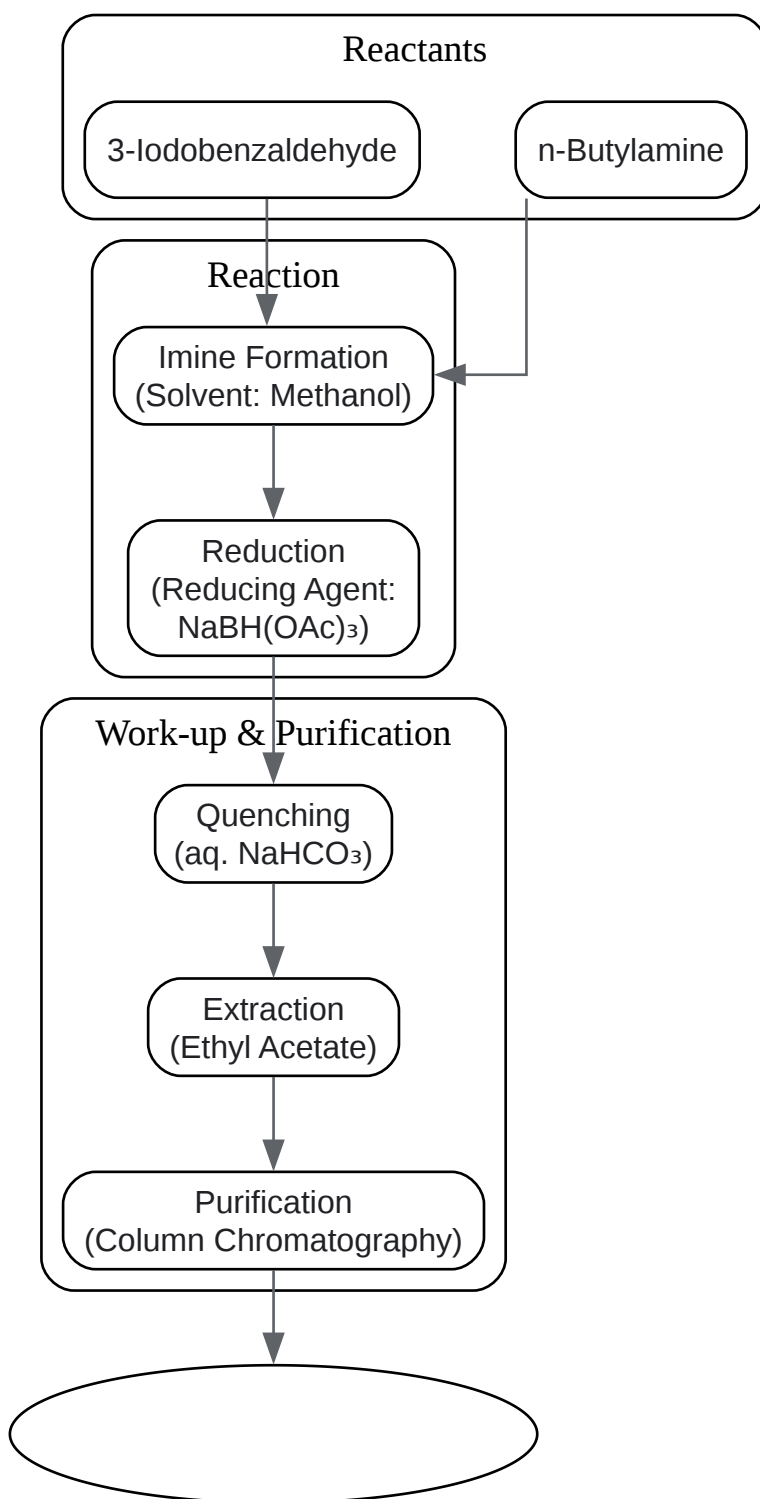 Reactants
3-Iodobenzaldehyde
n-Butylamine
Reaction
Imine Formation
(Solvent: Methanol)
Reduction
(Reducing Agent:
NaBH(OAc)₃)
Work-up & Purification
Quenching
(aq. NaHCO₃)
Extraction
(Ethyl Acetate)
Purification
(Column Chromatography)